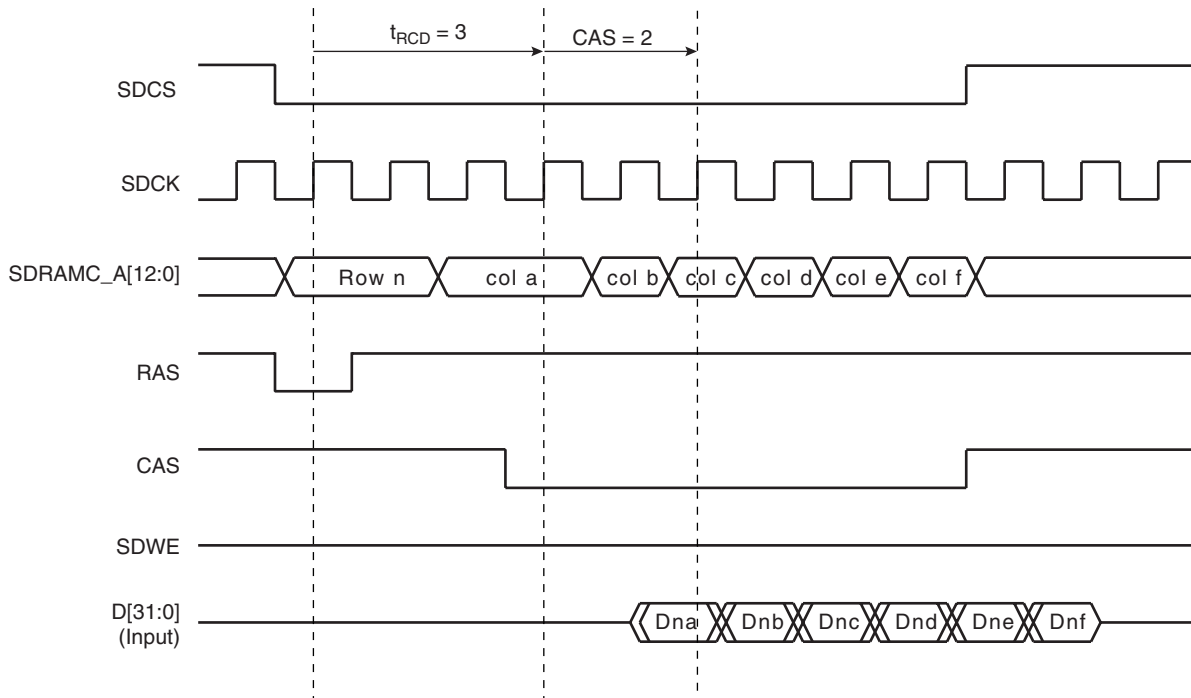 t_RCD = 3 CAS = 2
SDCS
SDCK
SDRAMC_A[12:0] Row n col a col b col c col d col e col f
RAS
CAS
SDWE
D[31:0]
(Input) Dna Dnb Dnc Dnd Dne Dnf